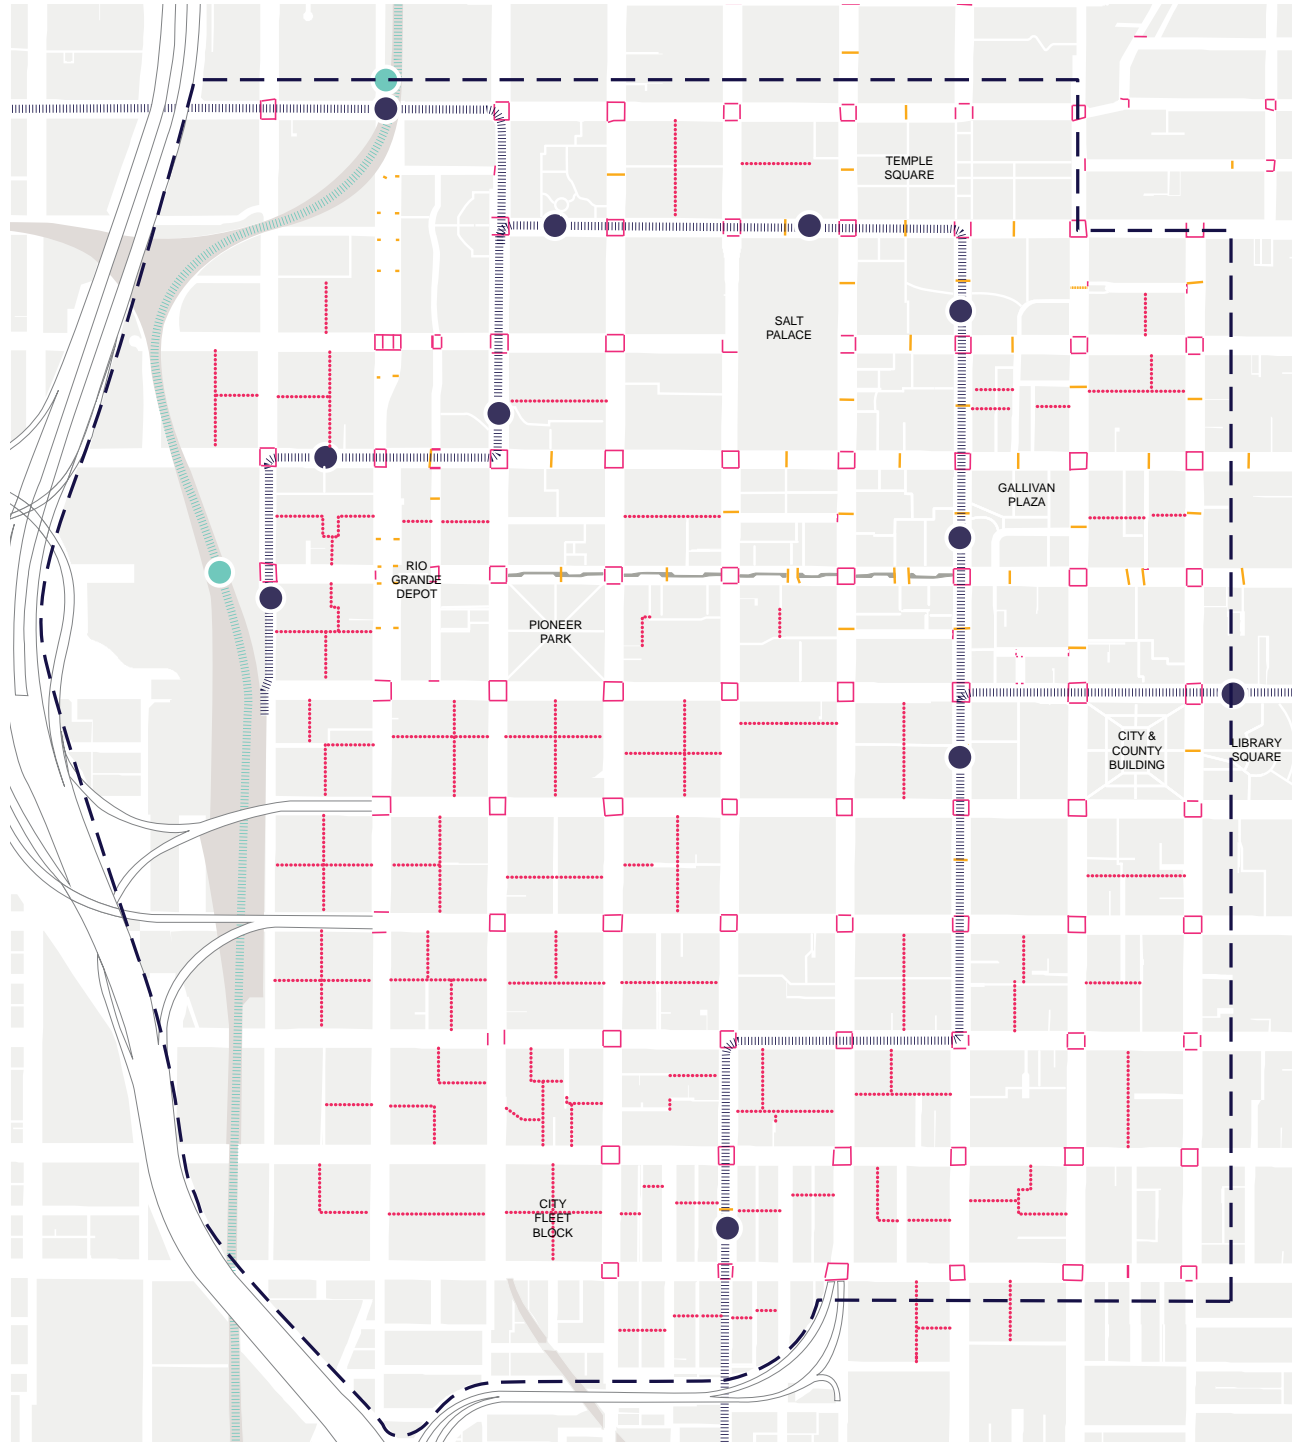 TEMPLE
SQUARE
SALT
PALACE
GALLIVAN
PLAZA
RIO
GRANDE
DEPOT
PIONEER
PARK
CITY &
COUNTY
BUILDING
LIBRARY
SQUARE
CITY
FLEET
BLOCK